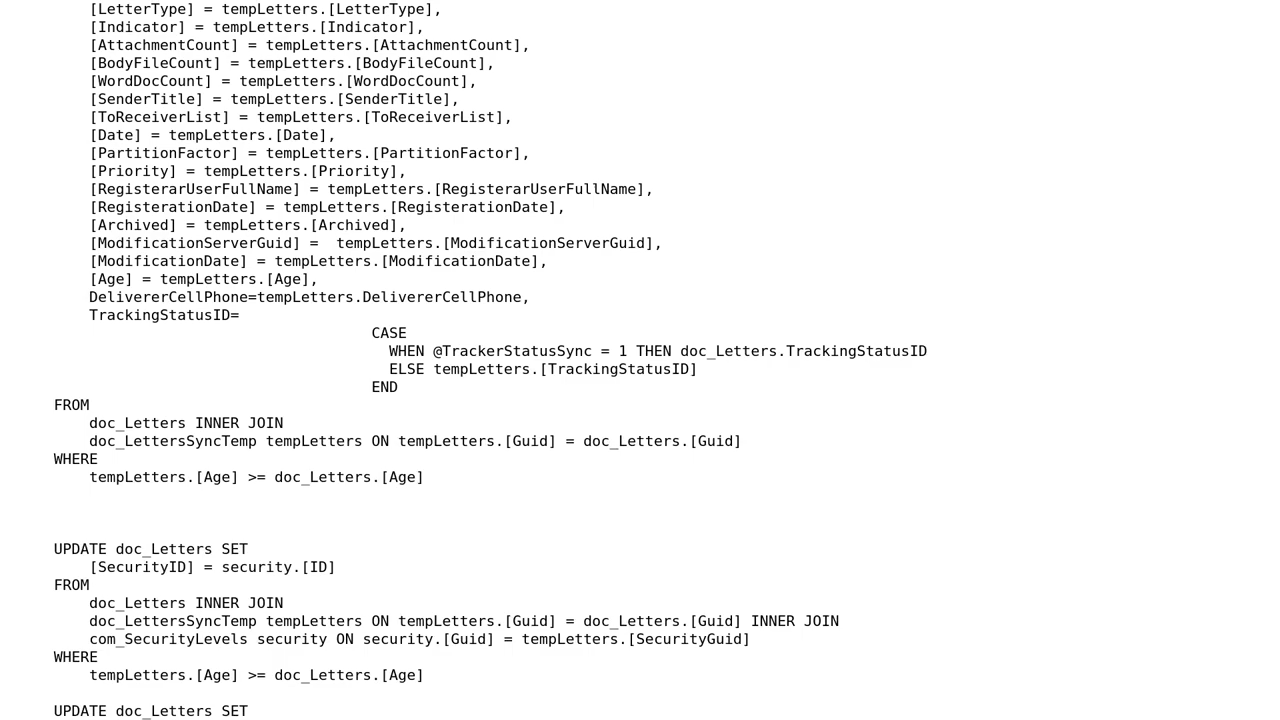 [LetterType] = tempLetters.[LetterType],
[Indicator] = tempLetters.[Indicator],
[AttachmentCount] = tempLetters.[AttachmentCount],
[BodyFileCount] = tempLetters.[BodyFileCount],
[WordDocCount] = tempLetters.[WordDocCount],
[SenderTitle] = tempLetters.[SenderTitle],
[ToReceiverList] = tempLetters.[ToReceiverList],
[Date] = tempLetters.[Date],
[PartitionFactor] = tempLetters.[PartitionFactor],
[Priority] = tempLetters.[Priority],
[RegisterarUserFullName] = tempLetters.[RegisterarUserFullName],
[RegisterationDate] = tempLetters.[RegisterationDate],
[Archived] = tempLetters.[Archived],
[ModificationServerGuid] =  tempLetters.[ModificationServerGuid],
[ModificationDate] = tempLetters.[ModificationDate],
[Age] = tempLetters.[Age],
DelivererCellPhone=tempLetters.DelivererCellPhone,
TrackingStatusID=
CASE
WHEN @TrackerStatusSync = 1 THEN doc_Letters.TrackingStatusID
ELSE tempLetters.[TrackingStatusID]
END
FROM
doc_Letters INNER JOIN
doc_LettersSyncTemp tempLetters ON tempLetters.[Guid] = doc_Letters.[Guid]
WHERE
tempLetters.[Age] >= doc_Letters.[Age]
UPDATE doc_Letters SET
[SecurityID] = security.[ID]
FROM
doc_Letters INNER JOIN
doc_LettersSyncTemp tempLetters ON tempLetters.[Guid] = doc_Letters.[Guid] INNER JOIN
com_SecurityLevels security ON security.[Guid] = tempLetters.[SecurityGuid]
WHERE
tempLetters.[Age] >= doc_Letters.[Age]
UPDATE doc_Letters SET